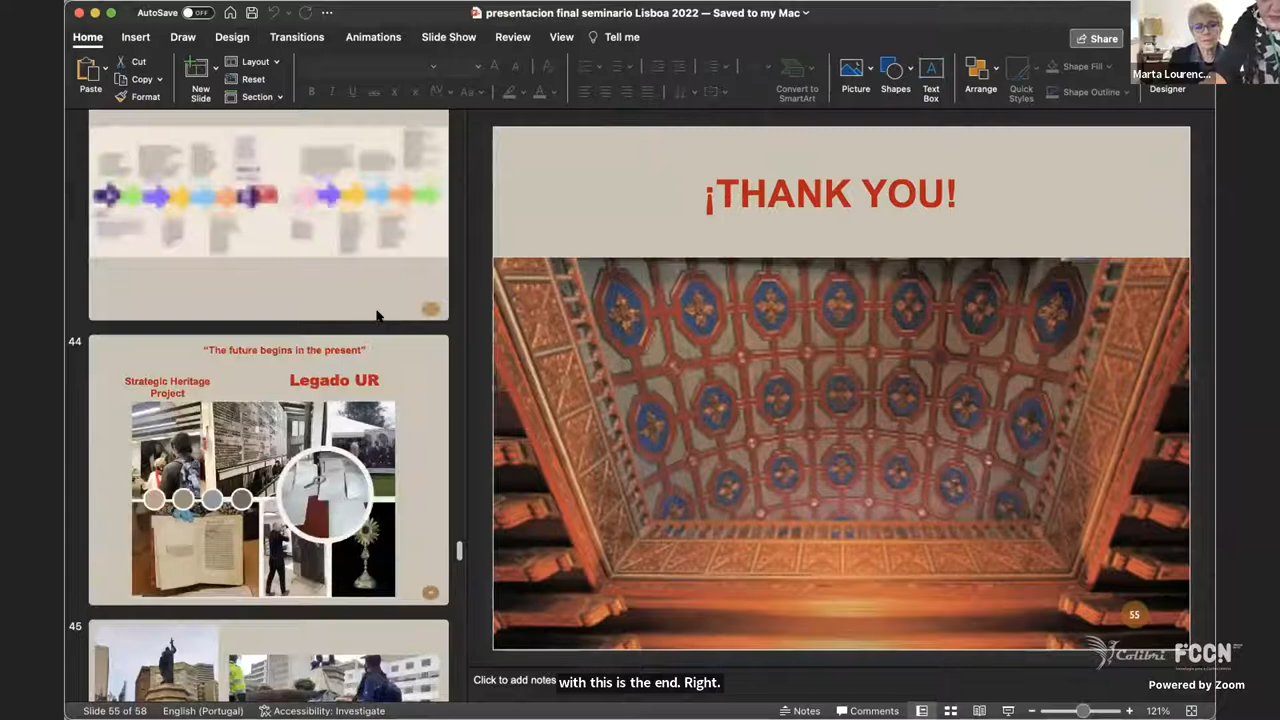 AutoSave OFF
presentacion final seminario Lisboa 2022 — Saved to my Mac
Home Insert Draw Design Transitions Animations Slide Show Review View Tell me
Share
Marta Lourenc...
Paste
Cut
Copy
Format
New
Slide
Layout
Reset
Section
Convert to
SmartArt
Picture
Shapes
Text
Box
Arrange
Quick
Styles
Shape Fill
Shape Outline
Designer
44
“The future begins in the present”
Strategic Heritage
Project
Legado UR
45
¡THANK YOU!
55
Colibri FCCN
Powered by Zoom
Click to add notes
with this is the end. Right.
Slide 55 of 58 English (Portugal) Accessibility: Investigate Notes Comments 121%